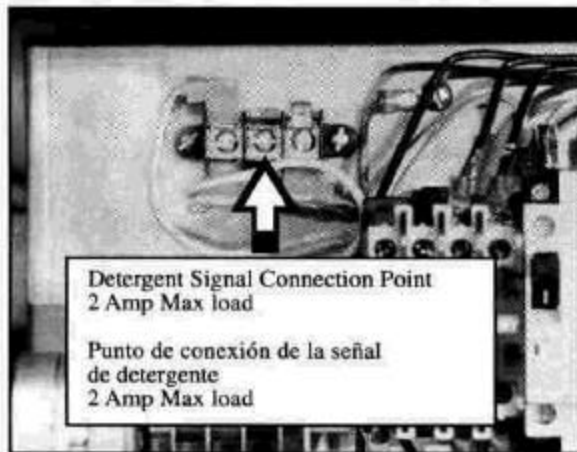 Detergent Signal Connection Point
2 Amp Max load
Punto de conexión de la señal
de detergente
2 Amp Max load